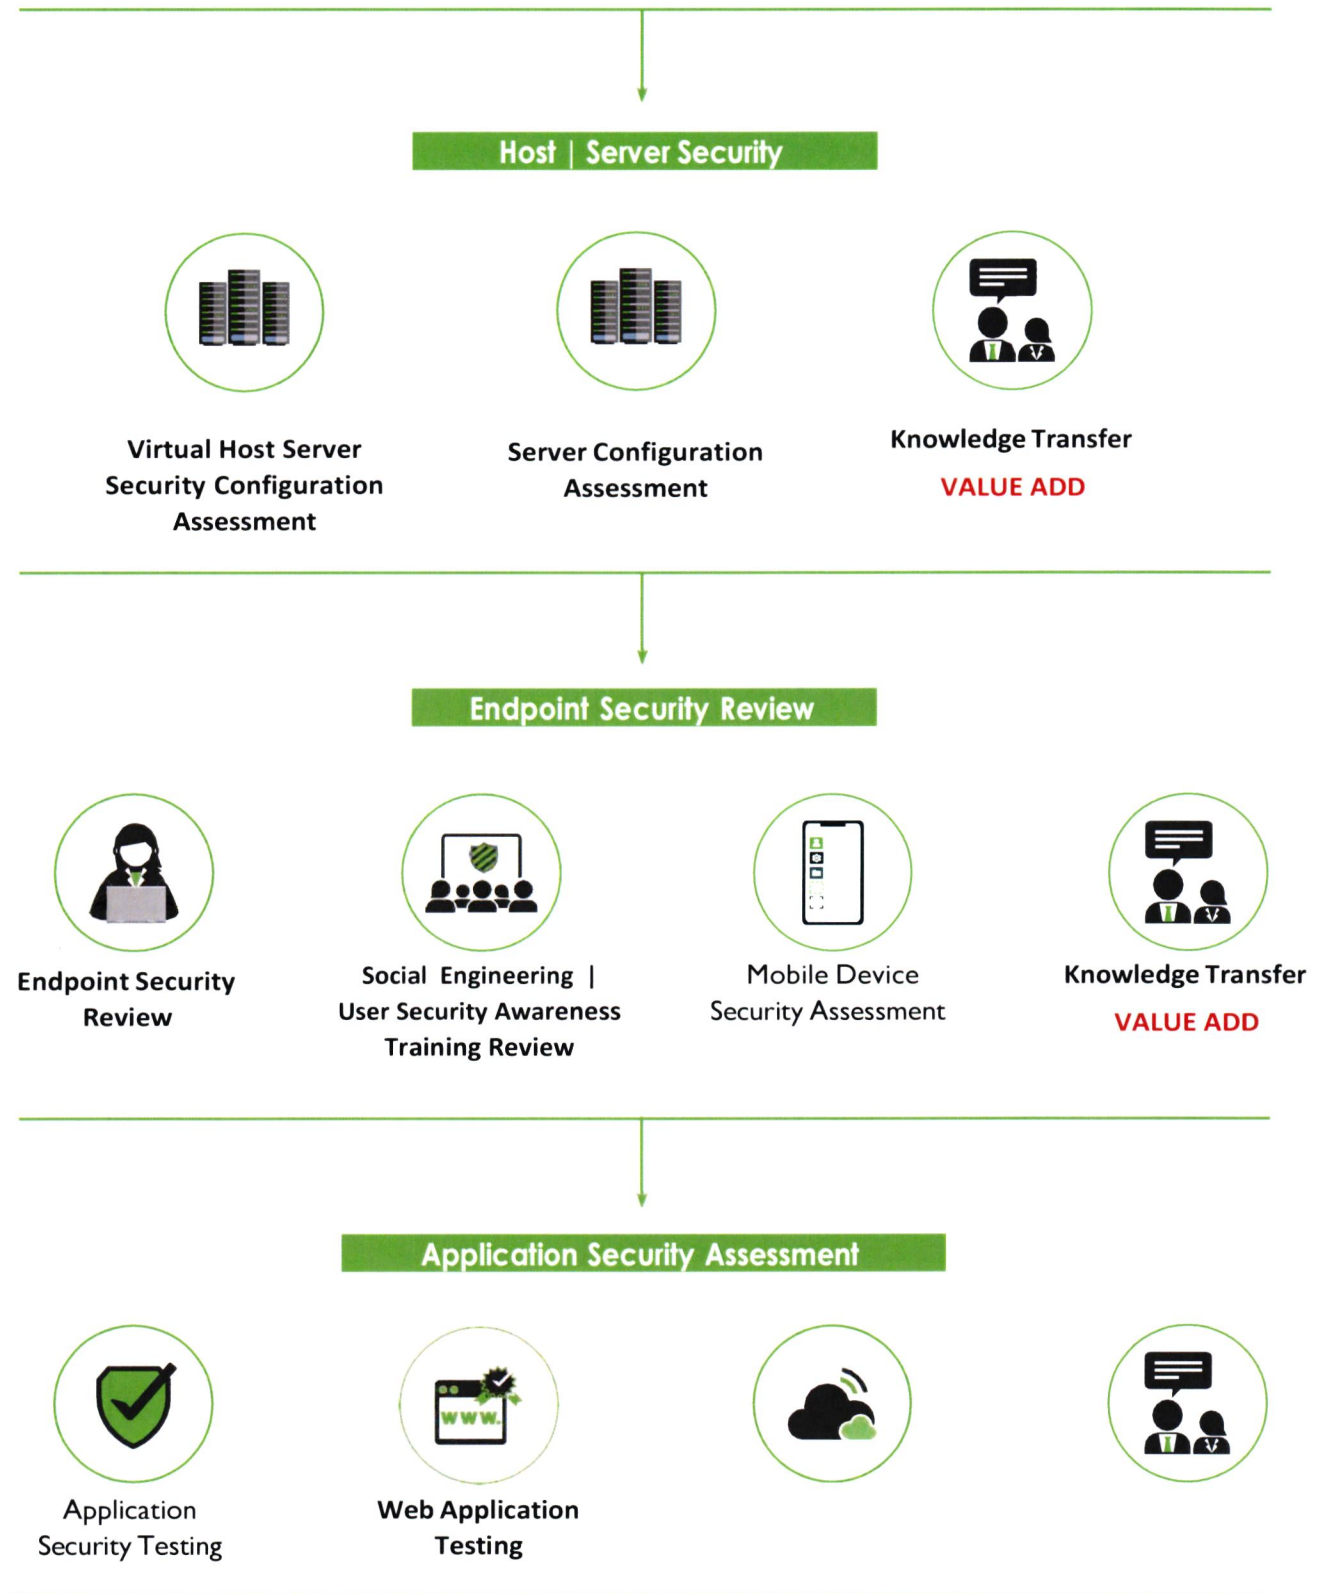 Host | Server Security
Virtual Host Server
Security Configuration
Assessment
Server Configuration
Assessment
Knowledge Transfer
VALUE ADD
Endpoint Security Review
Endpoint Security
Review
Social Engineering |
User Security Awareness
Training Review
Mobile Device
Security Assessment
Knowledge Transfer
VALUE ADD
Application Security Assessment
www.
Application
Security Testing
Web Application
Testing